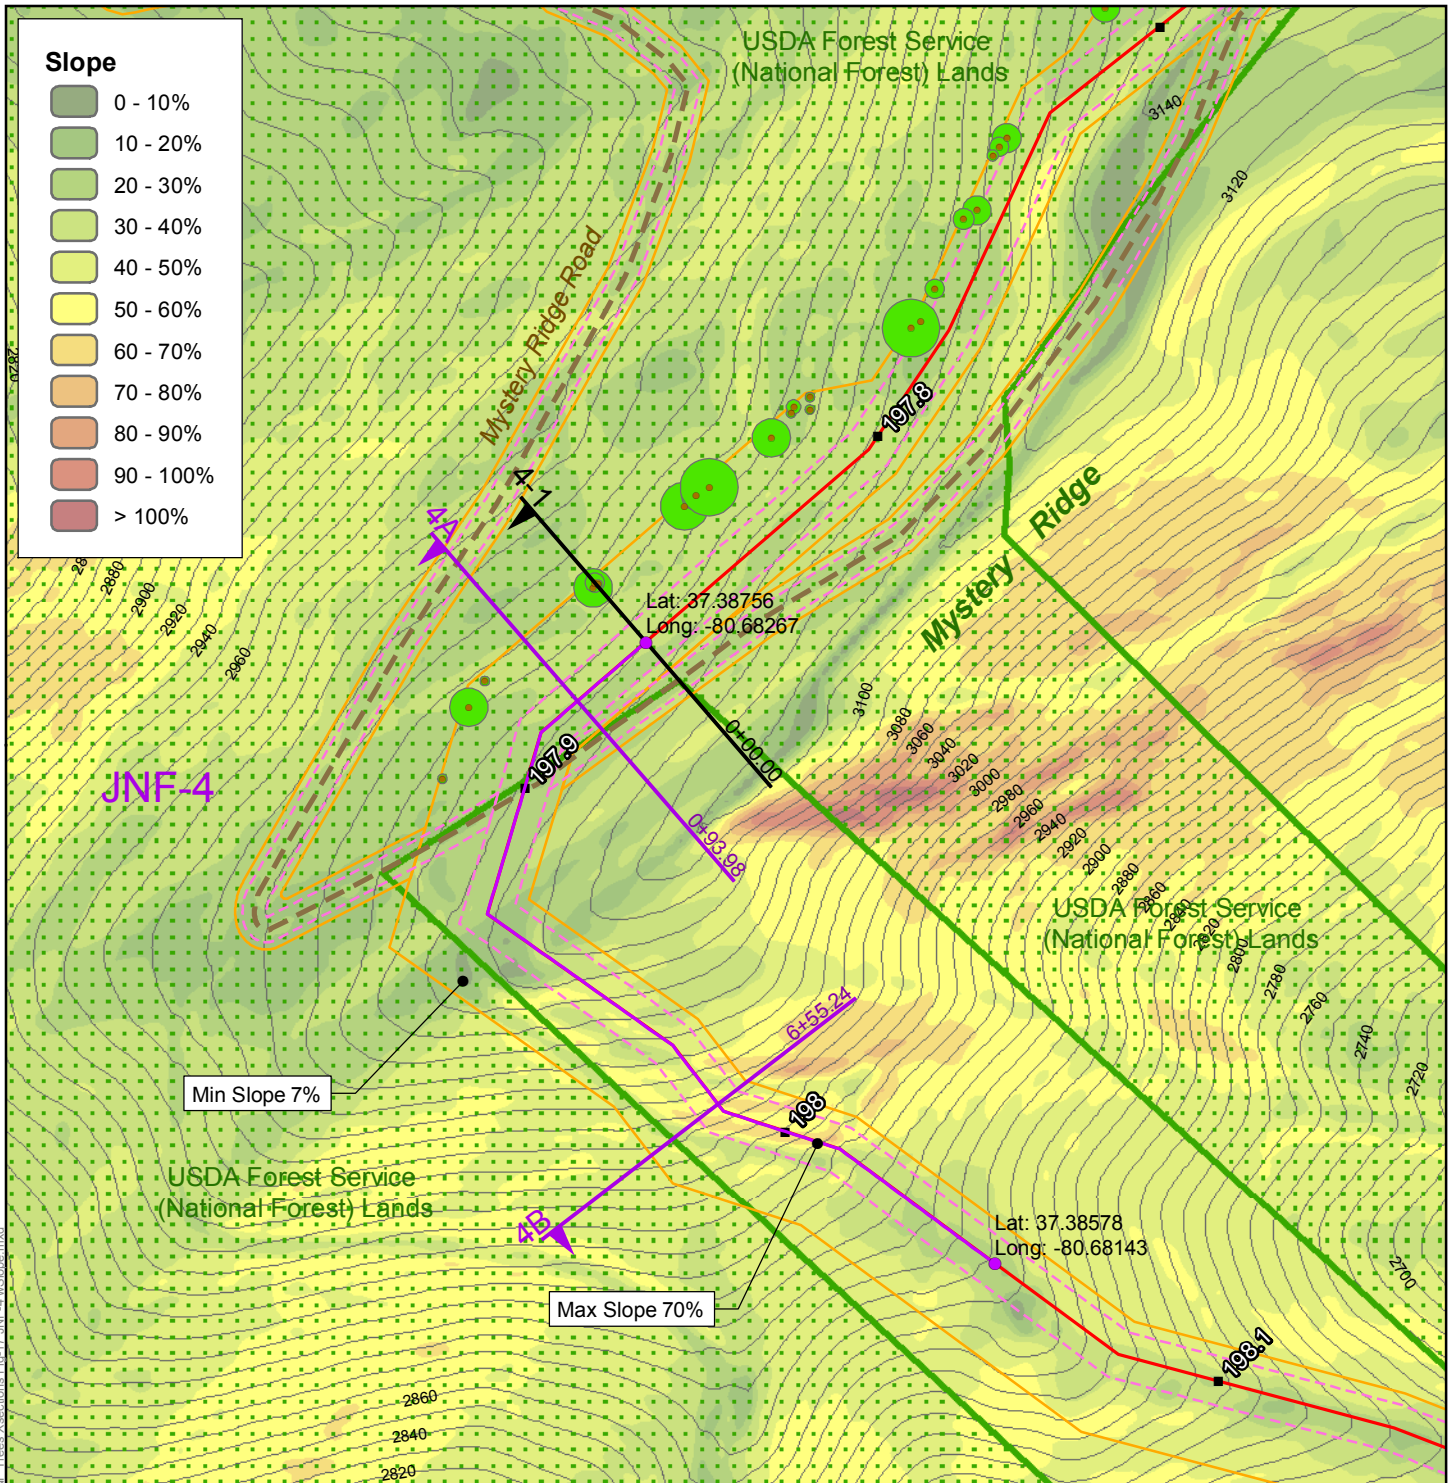 Slope
0 - 10%
10 - 20%
20 - 30%
30 - 40%
40 - 50%
50 - 60%
60 - 70%
70 - 80%
80 - 90%
90 - 100%
> 100%
USDA Forest Service
(National Forest) Lands
3140
3120
2820
Mystery Ridge Road
197.8
4-1
4A
Mystery Ridge
Lat: 37.38756
Long: -80.68267
2880
2900
2920
2940
2960
0+00.00
197.9
JNF-4
0+93.98
3100
3080
3060
3040
3020
3000
2980
2960
2940
2920
2900
2880
2860
2840
2820
2800
2780
2760
2740
2720
2700
USDA Forest Service
(National Forest) Lands
Min Slope 7%
6+55.24
198
USDA Forest Service
(National Forest) Lands
4B
Lat: 37.38578
Long: -80.68143
Max Slope 70%
198.1
2860
2840
2820